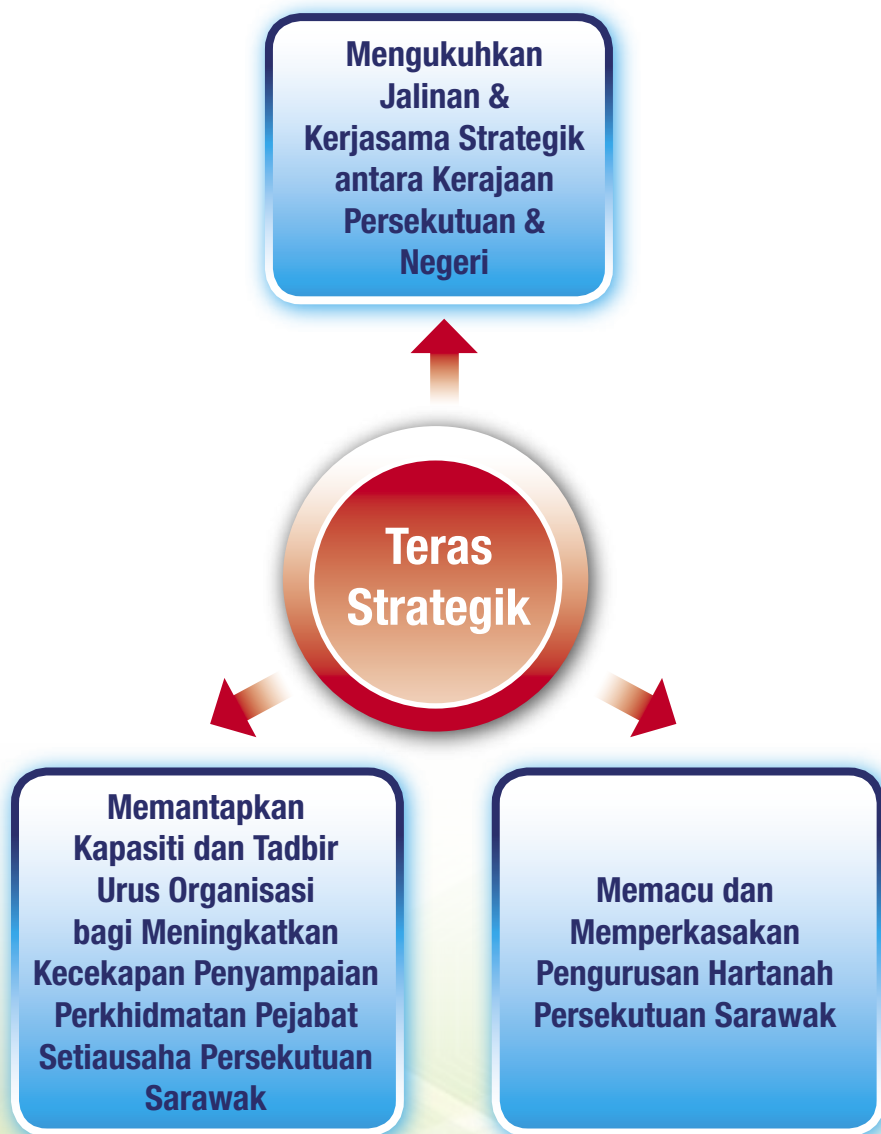 Mengukuhkan
Jalinan &
Kerjasama Strategik
antara Kerajaan
Persekutuan &
Negeri
Teras
Strategik
Memantapkan
Kapasiti dan Tadbir
Urus Organisasi
bagi Meningkatkan
Kecekapan Penyampaian
Perkhidmatan Pejabat
Setiausaha Persekutuan
Sarawak
Memacu dan
Memperkasakan
Pengurusan Hartanah
Persekutuan Sarawak